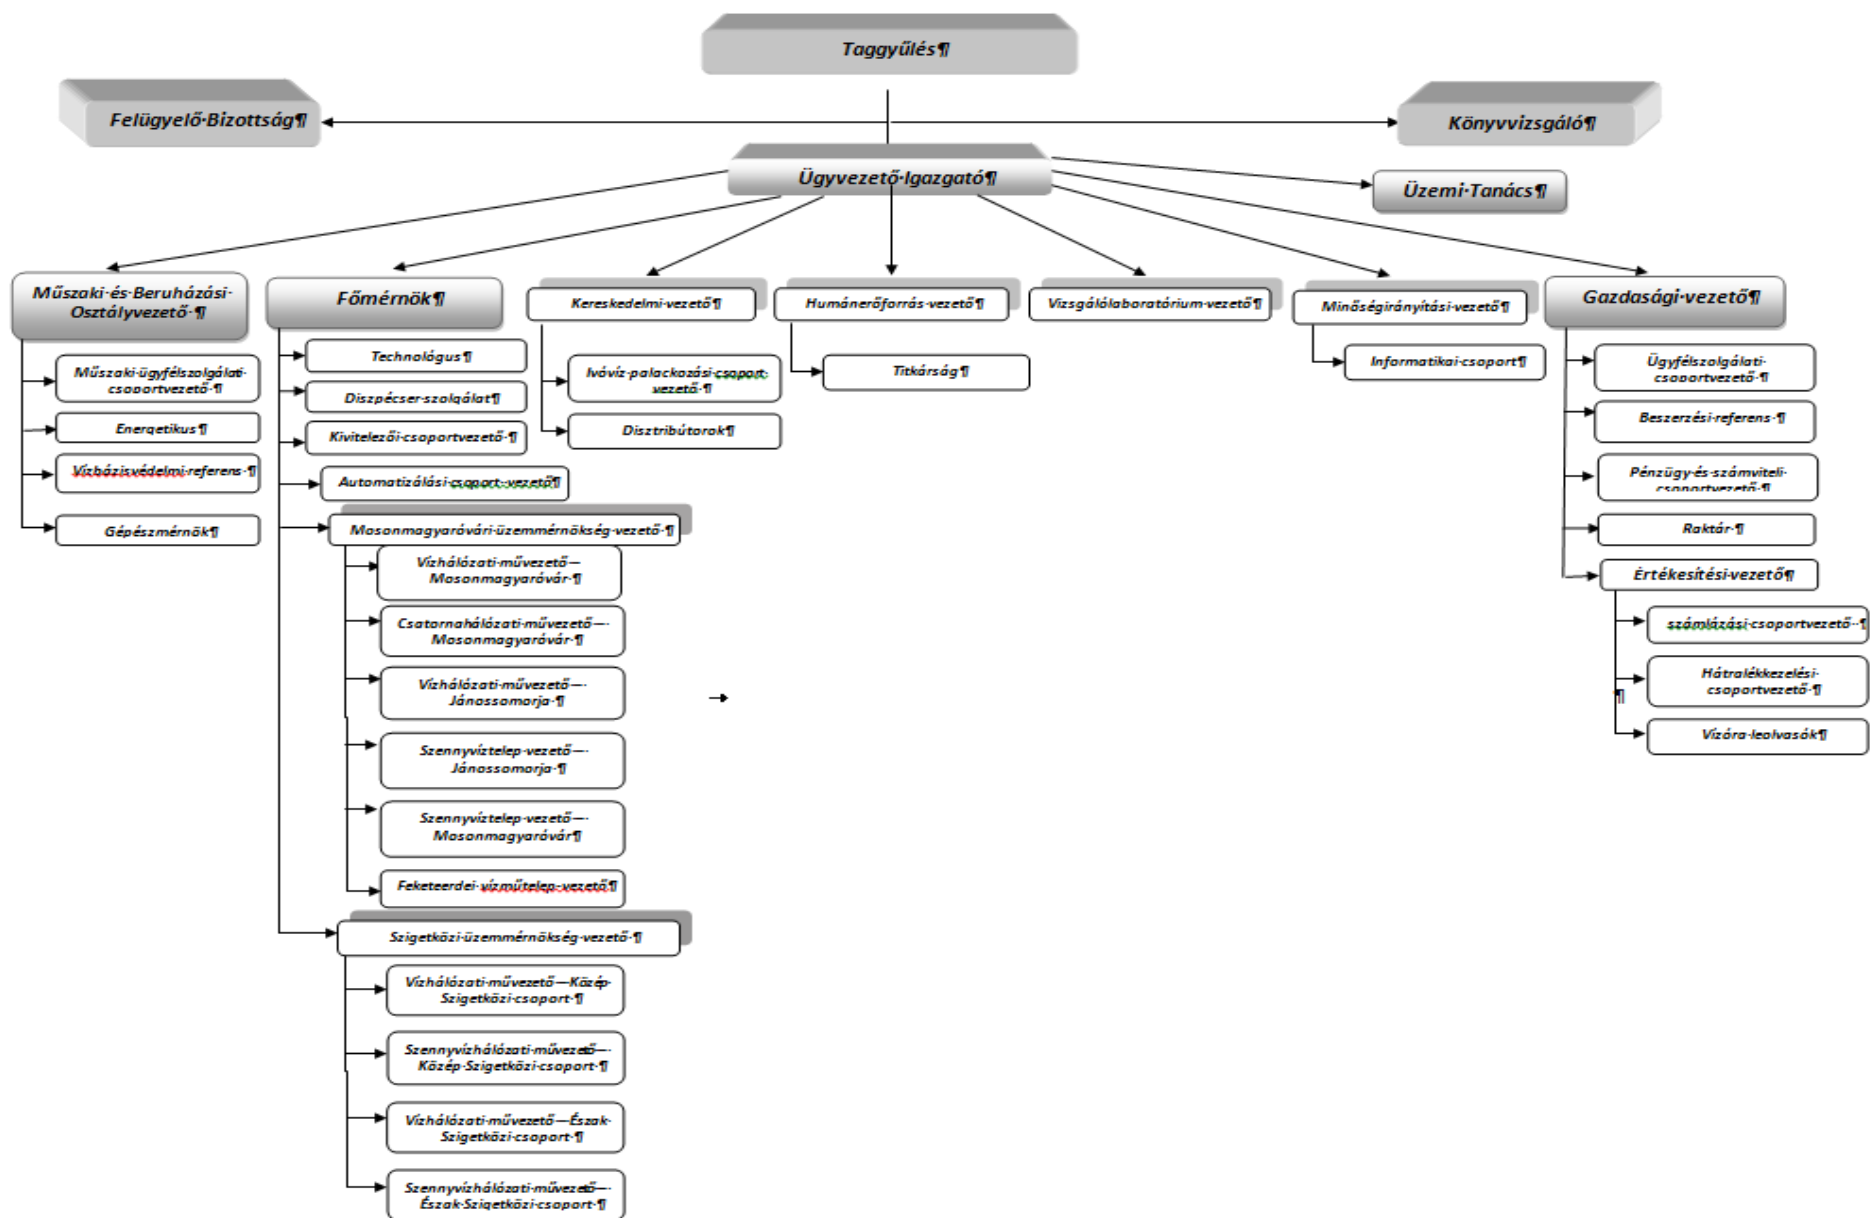 Taggyűlés¶
Felügyelő·Bizottság¶
Könyvvizsgáló¶
Ügyvezető·Igazgató¶
Üzemi·Tanács¶
Műszaki·és·Beruházási·
Osztályvezető·¶
Műszaki·ügyfélszolgálati·
csoportvezető·¶
Energetikus¶
Vízbázisvédelmi·referens·¶
Gépészmérnök¶
Főmérnök¶
Technológus¶
Diszpécser·szolgálat¶
Kivitelezői·csoportvezető·¶
Automatizálási·csoport·vezető¶
Mosonmagyaróvári·üzemmérnökség·vezető·¶
Vízhálózati·művezető—
Mosonmagyaróvár·¶
Csatornahálózati·művezető—·
Mosonmagyaróvár·¶
Vízhálózati·művezető—·
Jánossomorja·¶
Szennyvíztelep·vezető—·
Jánossomorja·¶
Szennyvíztelep·vezető—·
Mosonmagyaróvár¶
Feketeerdei·vízműtelep·vezető¶
Szigetközi·üzemmérnökség·vezető·¶
Vízhálózati·művezető—Közép·
Szigetközi·csoport·¶
Szennyvízhálózati·művezető—·
Közép·Szigetközi·csoport·¶
Vízhálózati·művezető—Észak·
Szigetközi·csoport·¶
Szennyvízhálózati·művezető—·
Észak·Szigetközi·csoport·¶
Kereskedelmi·vezető¶
Ivóvíz·palackozási·csoport·
vezető·¶
Disztribútorok¶
Humánerőforrás·vezető¶
Titkárság¶
Vizsgálólaboratórium·vezető¶
Minőségirányítási·vezető¶
Informatikai·csoport¶
Gazdasági·vezető¶
Ügyfélszolgálati·
csoportvezető·¶
Beszerzési·referens·¶
Pénzügy·és·számviteli·
csoportvezető·¶
Raktár·¶
Értékesítési·vezető¶
számlázási·csoportvezető··¶
Hátralékkezelési·
csoportvezető·¶
¶
Vízóra·leolvasók¶